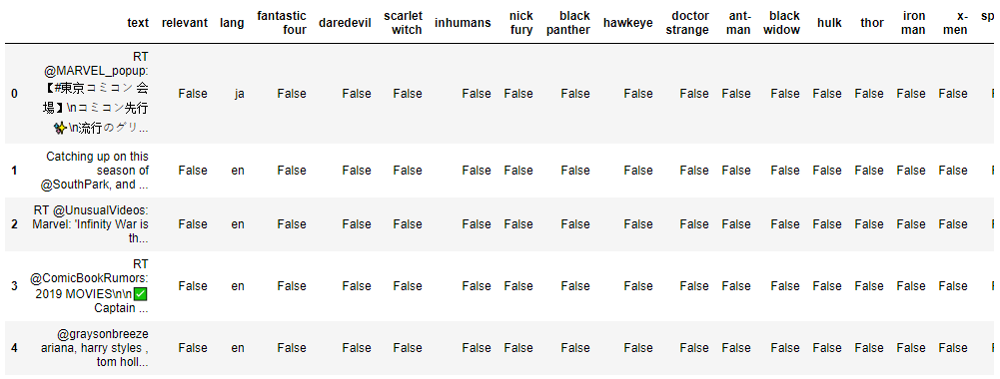 text relevant lang fantastic four daredevil scarlet witch inhumans nick fury black panther hawkeye doctor strange ant-man black widow hulk thor iron man x-men sp
0
RT
@MARVEL_popup:
【#東京コミコン 会
場】\nコミコン先行
✨\n流行のグリ...
False ja False False False False False False False False False False False False False False
1
Catching up on this
season of
@SouthPark, and ...
False en False False False False False False False False False False False False False False
2
RT @UnusualVideos:
Marvel: 'Infinity War is
th...
False en False False False False False False False False False False False False False False
3
RT
@ComicBookRumors:
2019 MOVIES\n\n✅
Captain ...
False en False False False False False False False False False False False False False False
4
@graysonbreeze
ariana, harry styles ,
tom holl...
False en False False False False False False False False False False False False False False